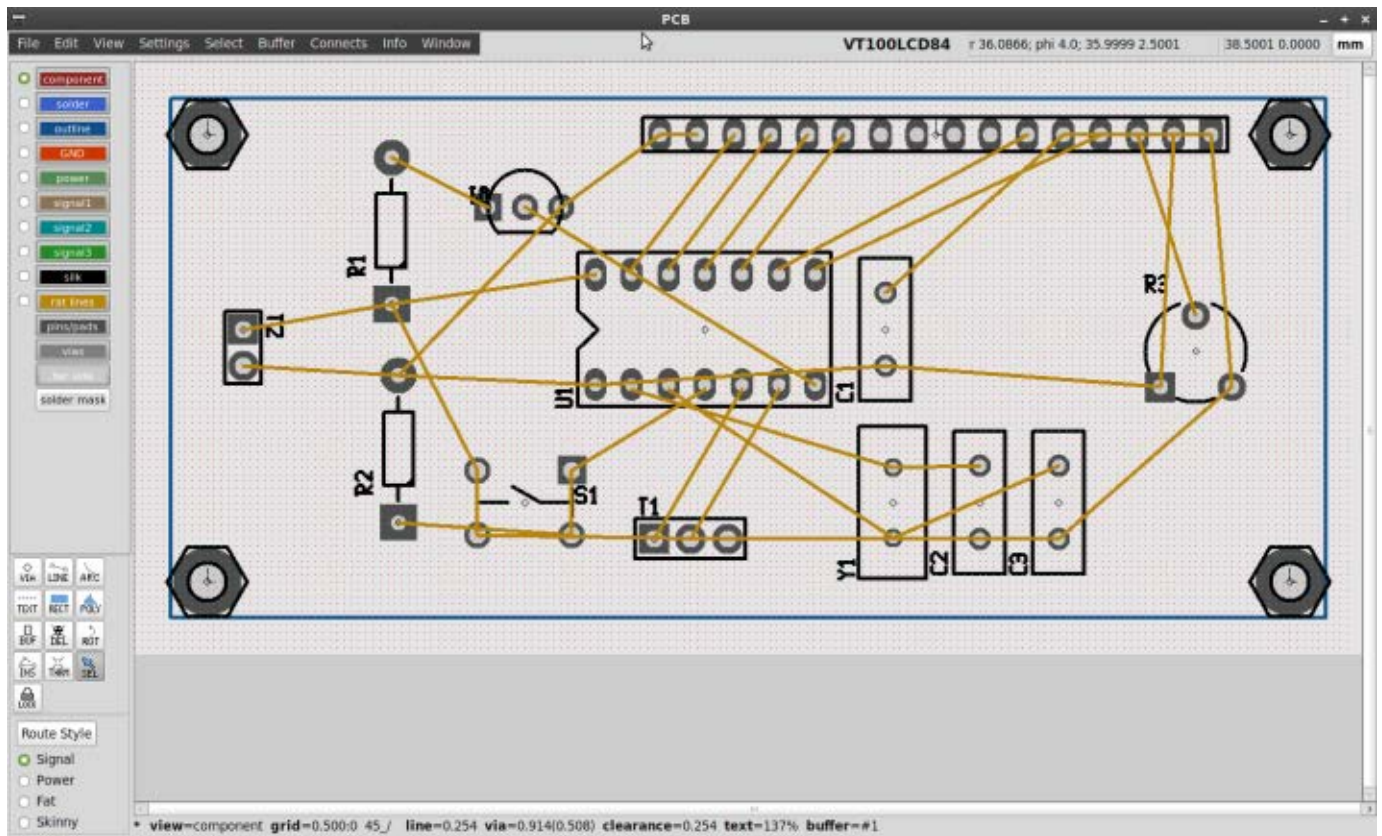 PCB
File Edit View Settings Select Buffer Connects Info Window
VT100LCD84 r 36.0866; phi 4.0; 35.9999 2.5001 38.5001 0.0000 mm
component
solder
outline
GND
power
signal1
signal2
signal3
silk
rat lines
pins/pads
vias
far side
solder mask
R1
T2
R3
U1
C1
R2
S1
T1
Y1
C2
C3
VIA LINE ARC
TEXT RECT POLY
BUF DEL ROT
INS THRM SEL
LOCK
Route Style
Signal
Power
Fat
Skinny
* view=component grid=0.500:0 45_/ line=0.254 via=0.914(0.508) clearance=0.254 text=137% buffer=#1